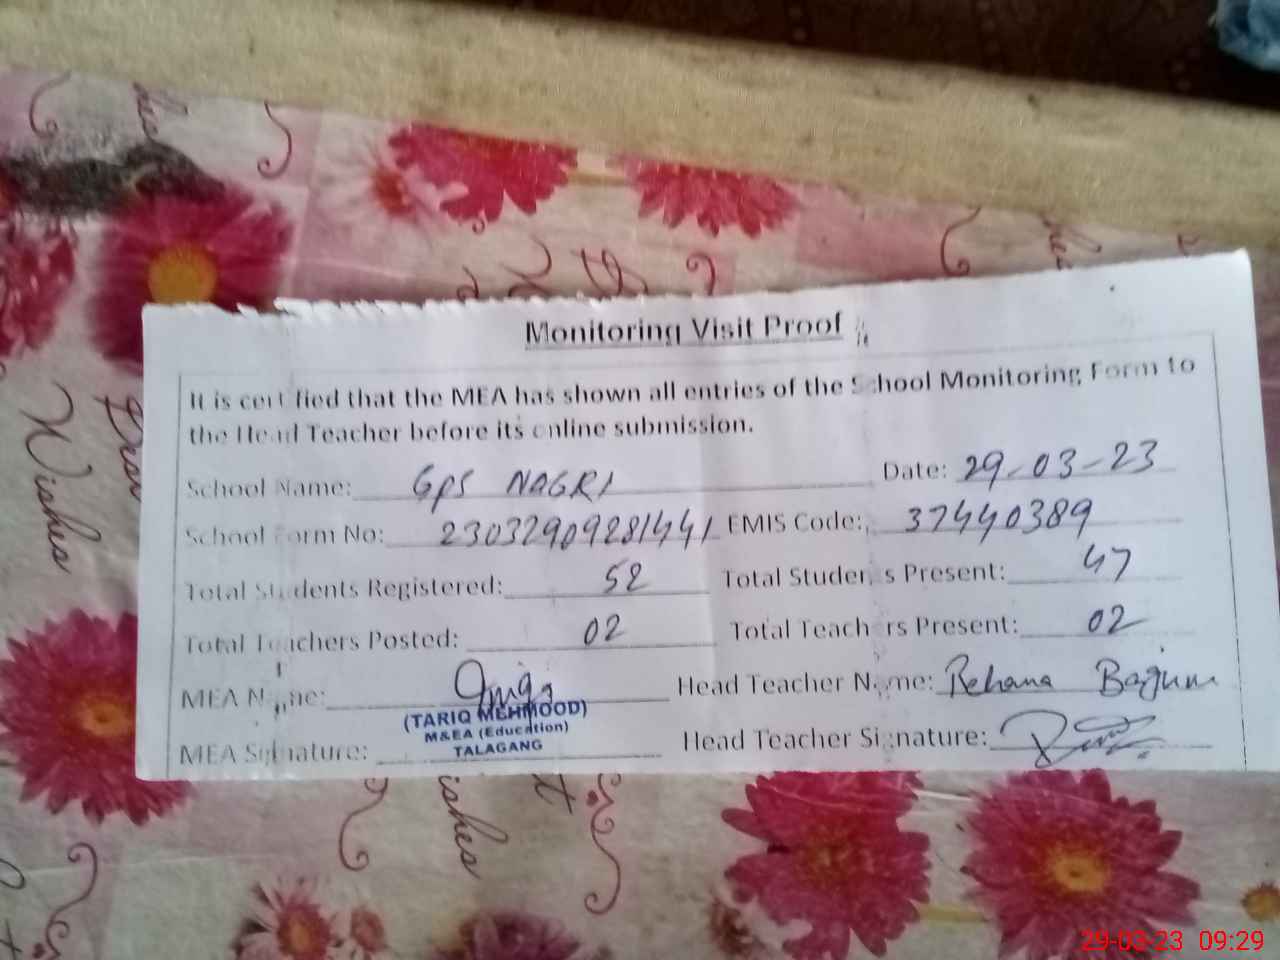 Monitoring Visit Proof
It is certified that the MEA has shown all entries of the School Monitoring Form to
the Head Teacher before its online submission.
School Name: GPS NAGRI Date: 29-03-23
School Form No: 23032909281441 EMIS Code: 37440389
Total Students Registered: 52 Total Students Present: 47
Total Teachers Posted: 02 Total Teachers Present: 02
MEA Name: Head Teacher Name: Rehana Bagum
(TARIQ MEHMOOD)
M&EA (Education)
TALAGANG
MEA Signature: Head Teacher Signature:
Wishes
ishes
29-03-23 09:29